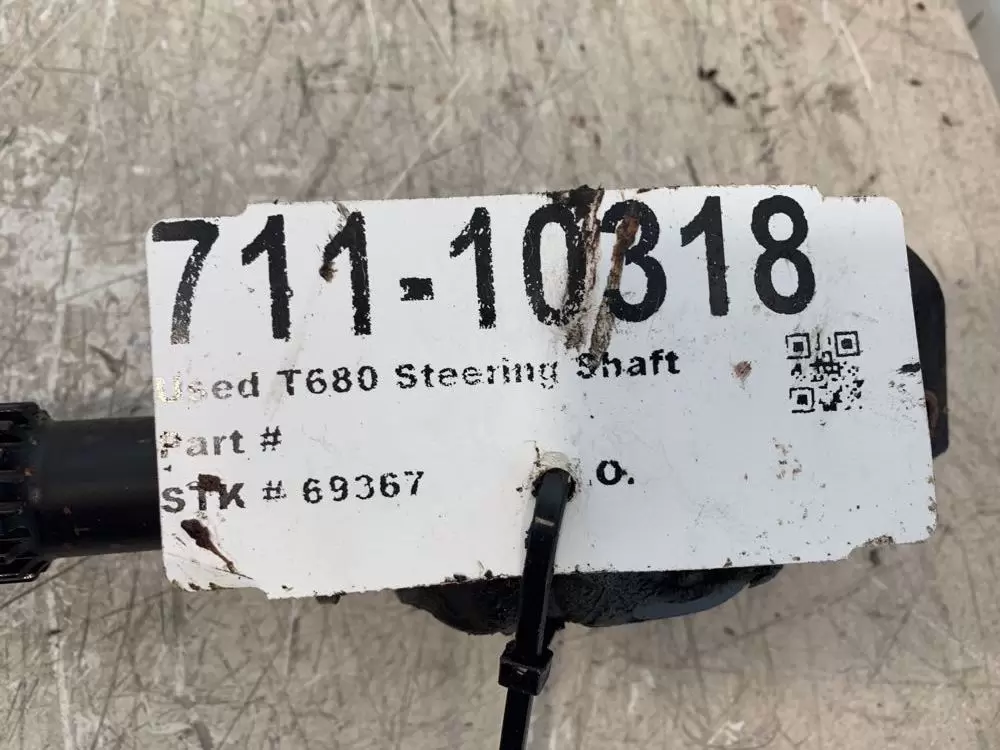 711-10318
Used T680 Steering Shaft
Part #
STK # 69367 O.